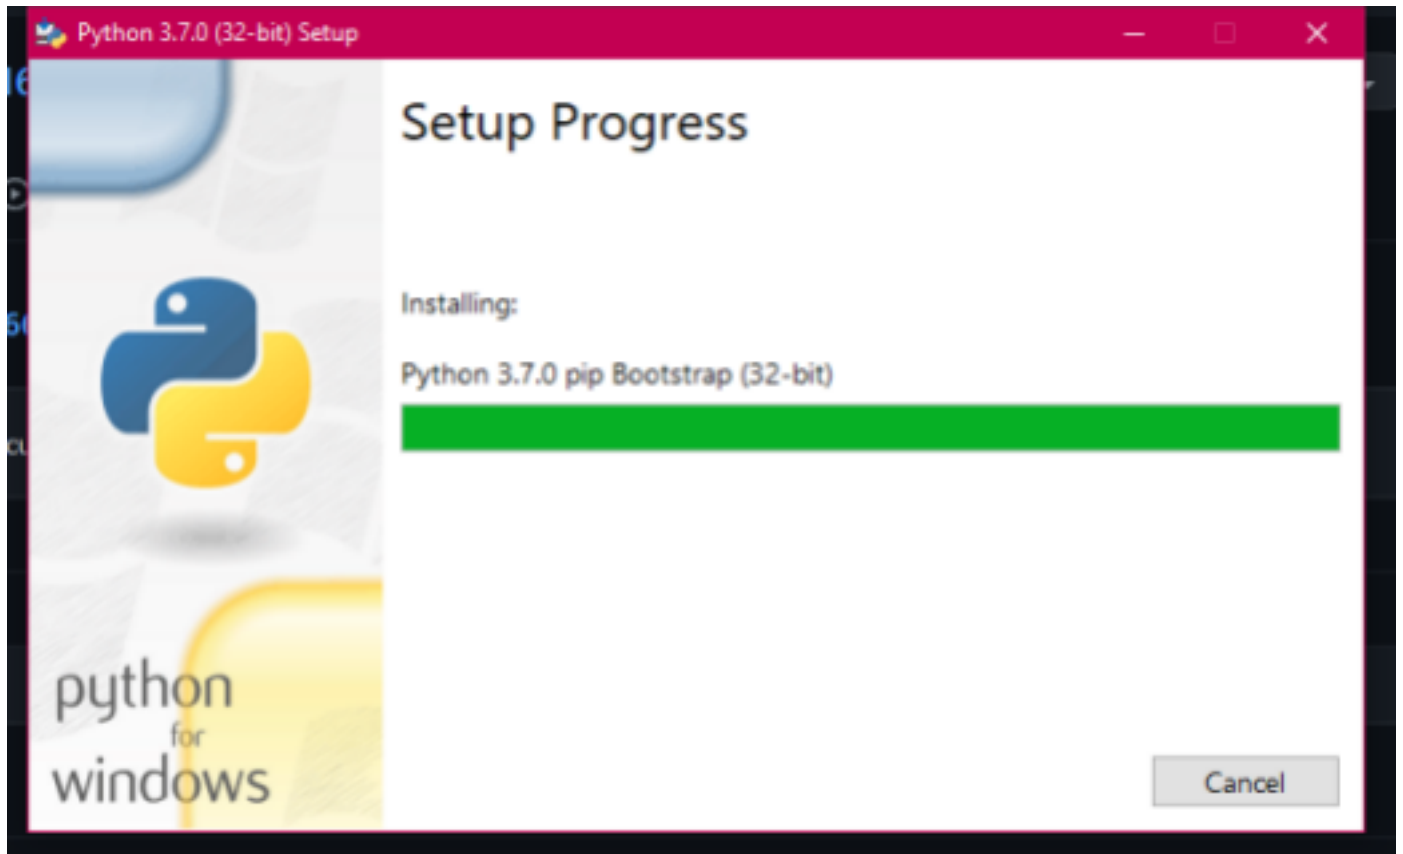 Python 3.7.0 (32-bit) Setup
Setup Progress
Installing:
Python 3.7.0 pip Bootstrap (32-bit)
python
for
windows
Cancel